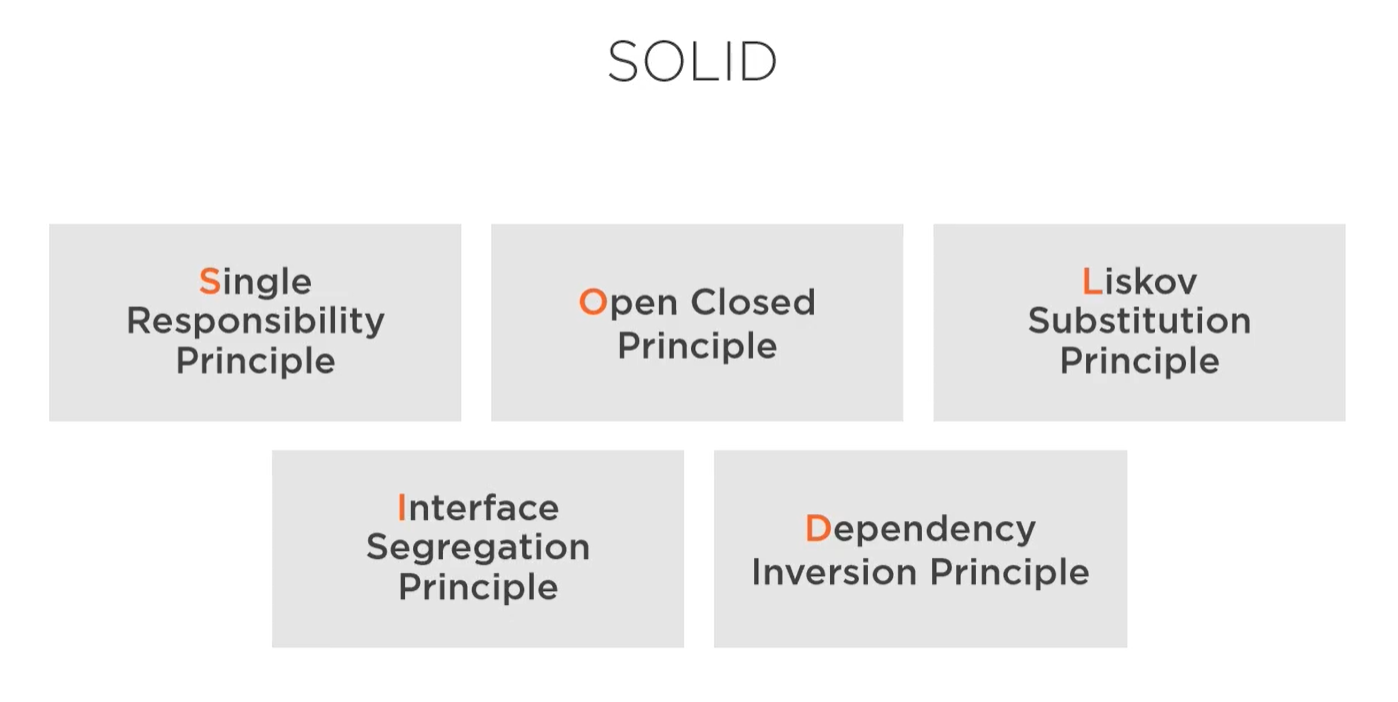 SOLID
Single
Responsibility
Principle
Open Closed
Principle
Liskov
Substitution
Principle
Interface
Segregation
Principle
Dependency
Inversion Principle